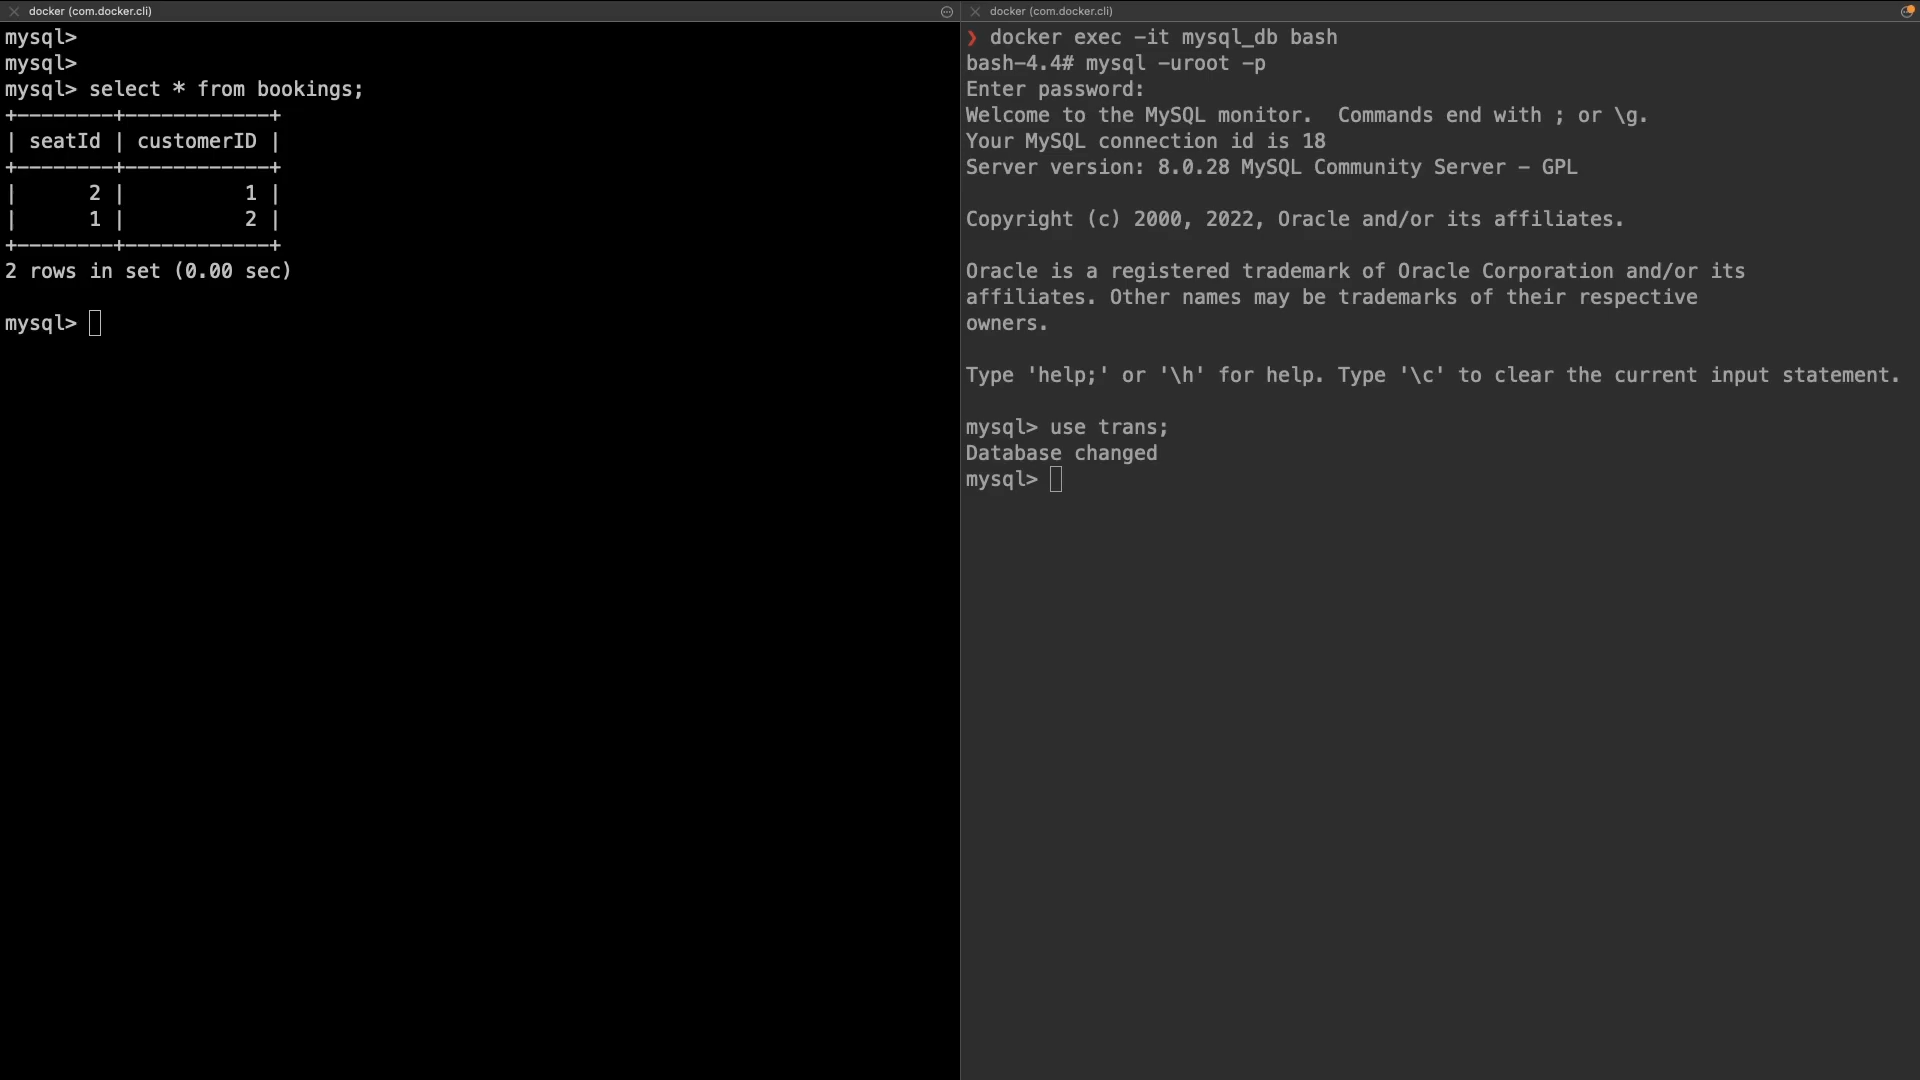 docker (com.docker.cli)
mysql>
mysql>
mysql> select * from bookings;
+--------+------------+
| seatId | customerID |
+--------+------------+
|      2 |          1 |
|      1 |          2 |
+--------+------------+
2 rows in set (0.00 sec)
mysql>
docker (com.docker.cli)
❯ docker exec -it mysql_db bash
bash-4.4# mysql -uroot -p
Enter password:
Welcome to the MySQL monitor.  Commands end with ; or \g.
Your MySQL connection id is 18
Server version: 8.0.28 MySQL Community Server - GPL
Copyright (c) 2000, 2022, Oracle and/or its affiliates.
Oracle is a registered trademark of Oracle Corporation and/or its
affiliates. Other names may be trademarks of their respective
owners.
Type 'help;' or '\h' for help. Type '\c' to clear the current input statement.
mysql> use trans;
Database changed
mysql>